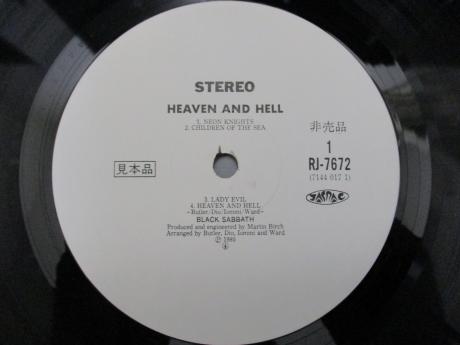 STEREO
HEAVEN AND HELL
1. NEON KNIGHTS
2. CHILDREN OF THE SEA
非売品
見本品
1
RJ-7672
(7144 017 1)
JASRAC
3. LADY EVIL
4. HEAVEN AND HELL
~Butler/Dio/Iommi/Ward~
BLACK SABBATH
Produced and engineered by Martin Birch
Arranged by Butler, Dio, Iommi and Ward
Ⓟ 1980